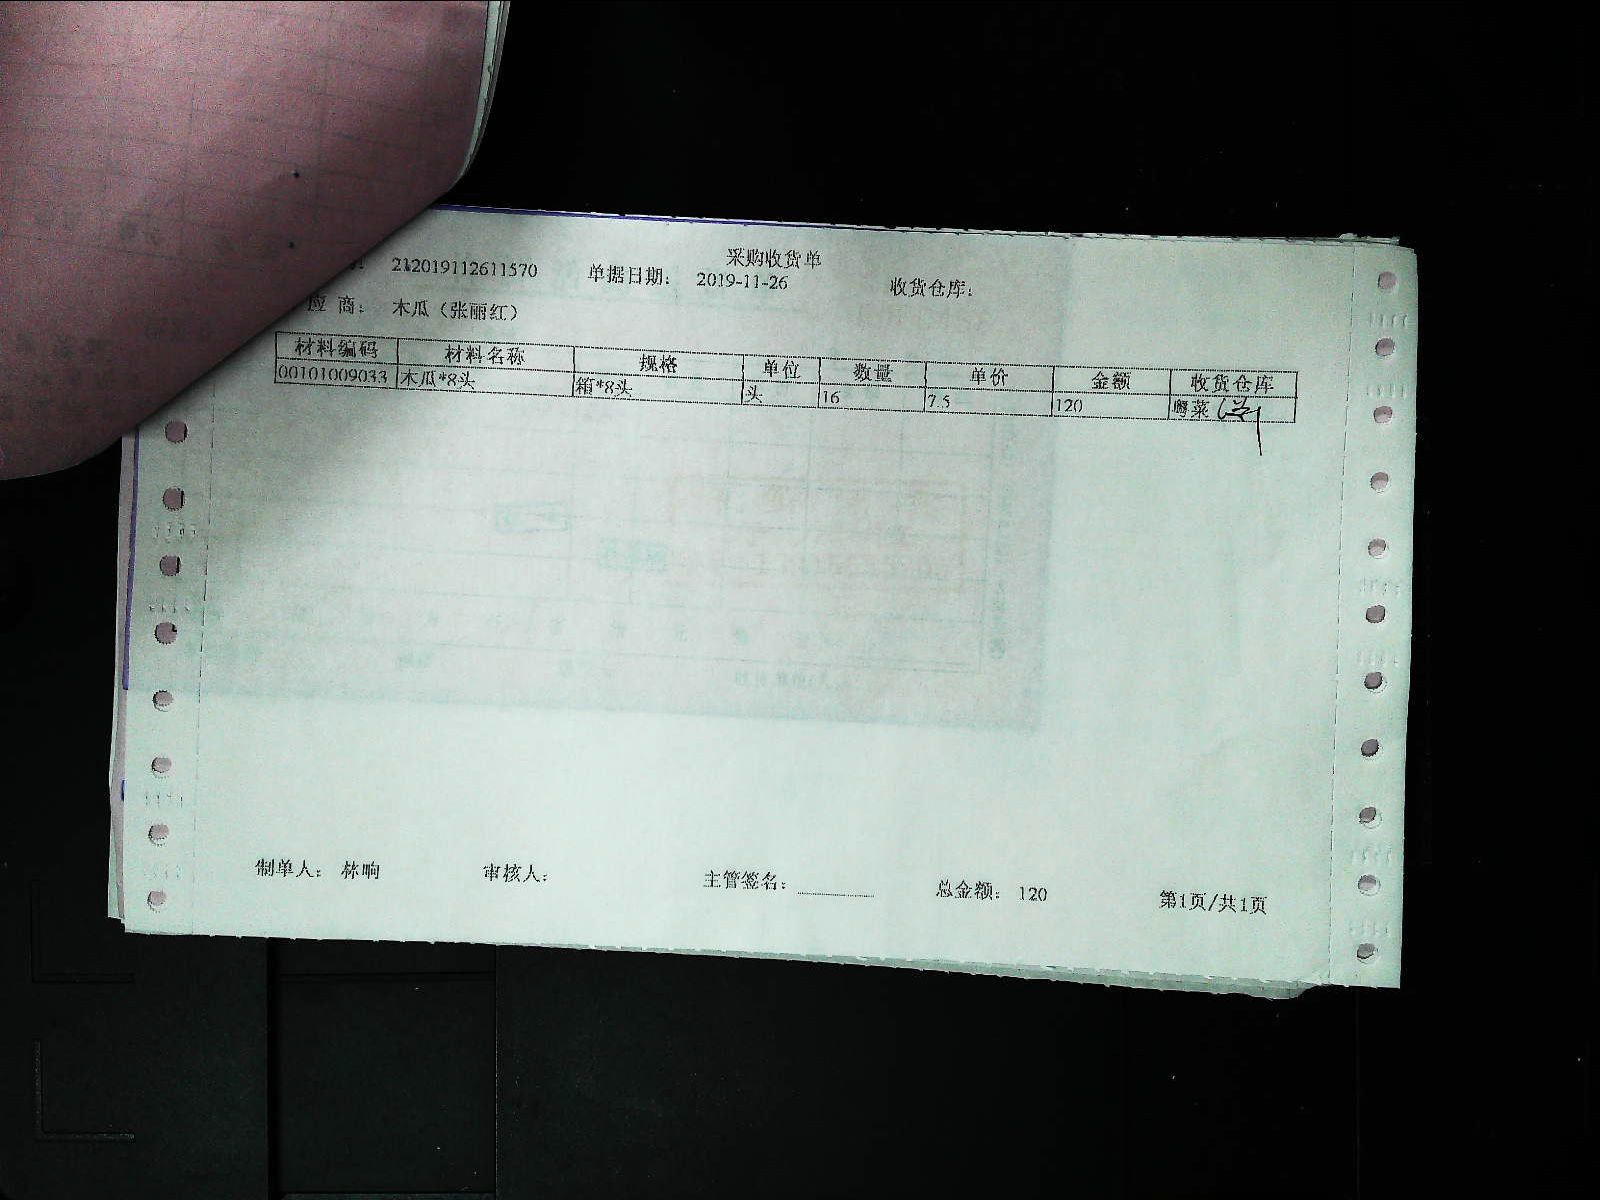 采购收货单
212019112611570 单据日期： 2019-11-26 收货仓库：
应 商： 木瓜（张丽红）
材料编码 材料名称 规格 单位 数量 单价 金额 收货仓库
00101009033 木瓜*8头 箱*8头 头 16 7.5 120 粤菜
制单人： 林响 审核人： 主管签名： 总金额： 120 第1页/共1页